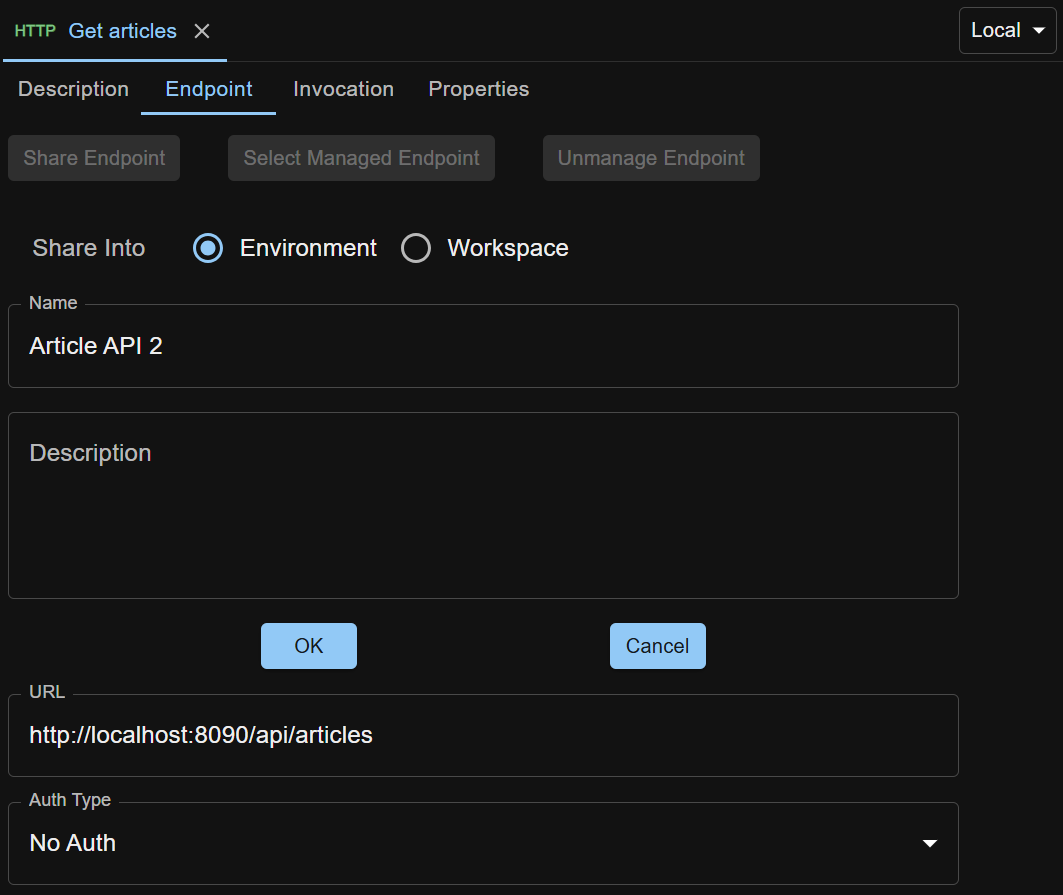 HTTP Get articles
Local
Description Endpoint Invocation Properties
Share Endpoint Select Managed Endpoint Unmanage Endpoint
Share Into Environment Workspace
Name
Article API 2
Description
OK Cancel
URL
http://localhost:8090/api/articles
Auth Type
No Auth